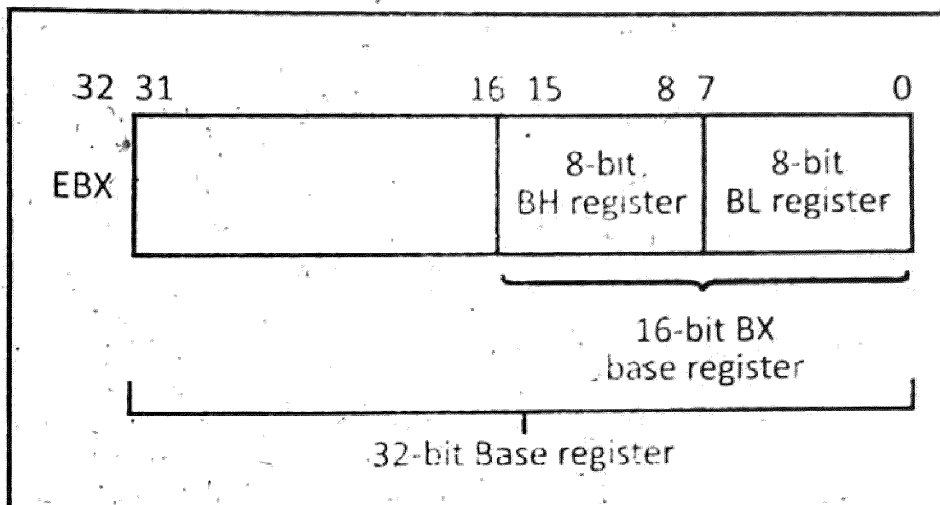 32 31 16 15 8 7 0
EBX
8-bit
BH register
8-bit
BL register
16-bit BX
base register
32-bit Base register